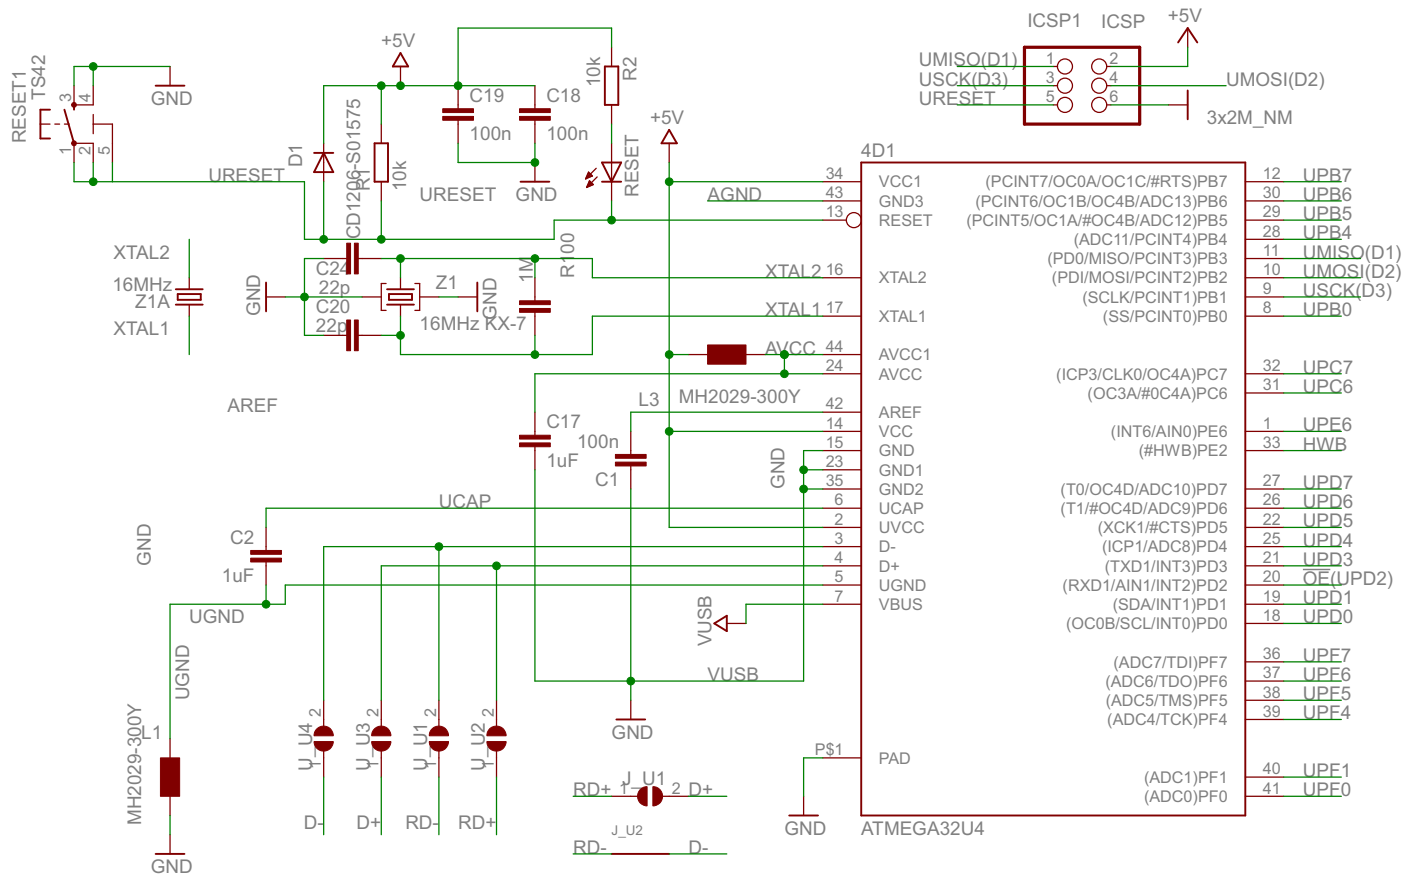 ICSP1 ICSP
+5V
UMISO(D1) 1 2
USCK(D3) 3 4 UMOSI(D2)
URESET 5 6
3x2M_NM
RESET1
TS42
3 4
1 2 5
GND
URESET
+5V
D1
CD1206-S01575
R1
10k
C19
100n
C18
100n
URESET
GND
10k
R2
RESET
+5V
XTAL2
16MHz
Z1A
XTAL1
GND
C24
22p
C20
22p
Z1
GND
16MHz KX-7
1M
R100
AREF
4D1
34 VCC1
AGND 43 GND3
13 RESET
XTAL2 16 XTAL2
XTAL1 17 XTAL1
AVCC 44 AVCC1
24 AVCC
L3 MH2029-300Y
42 AREF
14 VCC
15 GND
GND
23 GND1
35 GND2
UCAP 6 UCAP
2 UVCC
3 D-
4 D+
5 UGND
7 VBUS
P$1 PAD
GND
ATMEGA32U4
(PCINT7/OC0A/OC1C/#RTS)PB7 12 UPB7
(PCINT6/OC1B/OC4B/ADC13)PB6 30 UPB6
(PCINT5/OC1A/#OC4B/ADC12)PB5 29 UPB5
(ADC11/PCINT4)PB4 28 UPB4
(PD0/MISO/PCINT3)PB3 11 UMISO(D1)
(PDI/MOSI/PCINT2)PB2 10 UMOSI(D2)
(SCLK/PCINT1)PB1 9 USCK(D3)
(SS/PCINT0)PB0 8 UPB0
(ICP3/CLK0/OC4A)PC7 32 UPC7
(OC3A/#0C4A)PC6 31 UPC6
(INT6/AIN0)PE6 1 UPE6
(#HWB)PE2 33 HWB
(T0/OC4D/ADC10)PD7 27 UPD7
(T1/#OC4D/ADC9)PD6 26 UPD6
(XCK1/#CTS)PD5 22 UPD5
(ICP1/ADC8)PD4 25 UPD4
(TXD1/INT3)PD3 21 UPD3
(RXD1/AIN1/INT2)PD2 20 OE(UPD2)
(SDA/INT1)PD1 19 UPD1
(OC0B/SCL/INT0)PD0 18 UPD0
(ADC7/TDI)PF7 36 UPF7
(ADC6/TDO)PF6 37 UPF6
(ADC5/TMS)PF5 38 UPF5
(ADC4/TCK)PF4 39 UPF4
(ADC1)PF1 40 UPF1
(ADC0)PF0 41 UPF0
C17
1uF
100n
C1
GND
C2
1uF
UGND
UGND
L1
MH2029-300Y
GND
VUSB
VUSB
GND
U_U4 1 2
U_U3 1 2
U_U1 1 2
U_U2 1 2
D- D+ RD- RD+
J_U1
RD+ 1 2 D+
J_U2
RD- D-